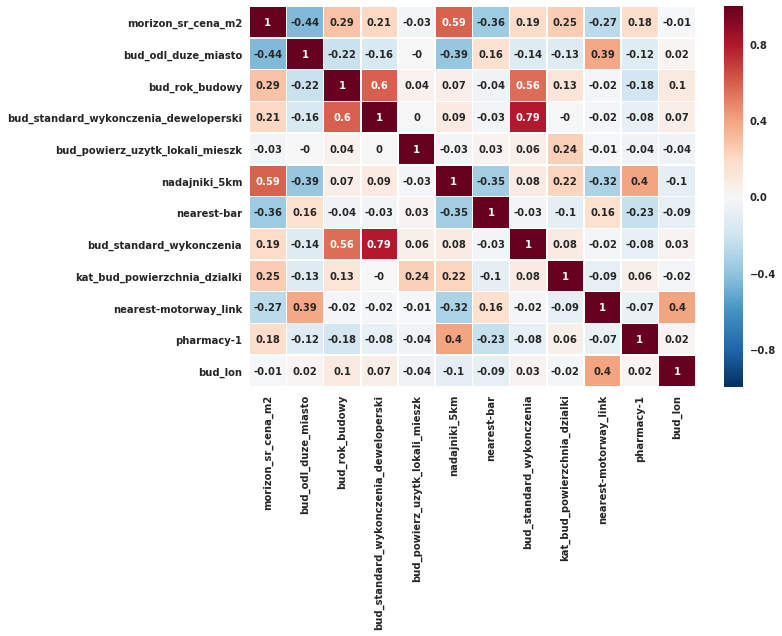 morizon_sr_cena_m2 1 -0.44 0.29 0.21 -0.03 0.59 -0.36 0.19 0.25 -0.27 0.18 -0.01
bud_odl_duze_miasto -0.44 1 -0.22 -0.16 -0 -0.39 0.16 -0.14 -0.13 0.39 -0.12 0.02
bud_rok_budowy 0.29 -0.22 1 0.6 0.04 0.07 -0.04 0.56 0.13 -0.02 -0.18 0.1
bud_standard_wykonczenia_deweloperski 0.21 -0.16 0.6 1 0 0.09 -0.03 0.79 -0 -0.02 -0.08 0.07
bud_powierz_uzytk_lokali_mieszk -0.03 -0 0.04 0 1 -0.03 0.03 0.06 0.24 -0.01 -0.04 -0.04
nadajniki_5km 0.59 -0.39 0.07 0.09 -0.03 1 -0.35 0.08 0.22 -0.32 0.4 -0.1
nearest-bar -0.36 0.16 -0.04 -0.03 0.03 -0.35 1 -0.03 -0.1 0.16 -0.23 -0.09
bud_standard_wykonczenia 0.19 -0.14 0.56 0.79 0.06 0.08 -0.03 1 0.08 -0.02 -0.08 0.03
kat_bud_powierzchnia_dzialki 0.25 -0.13 0.13 -0 0.24 0.22 -0.1 0.08 1 -0.09 0.06 -0.02
nearest-motorway_link -0.27 0.39 -0.02 -0.02 -0.01 -0.32 0.16 -0.02 -0.09 1 -0.07 0.4
pharmacy-1 0.18 -0.12 -0.18 -0.08 -0.04 0.4 -0.23 -0.08 0.06 -0.07 1 0.02
bud_lon -0.01 0.02 0.1 0.07 -0.04 -0.1 -0.09 0.03 -0.02 0.4 0.02 1
morizon_sr_cena_m2
bud_odl_duze_miasto
bud_rok_budowy
bud_standard_wykonczenia_deweloperski
bud_powierz_uzytk_lokali_mieszk
nadajniki_5km
nearest-bar
bud_standard_wykonczenia
kat_bud_powierzchnia_dzialki
nearest-motorway_link
pharmacy-1
bud_lon
0.8
0.4
0.0
−0.4
−0.8